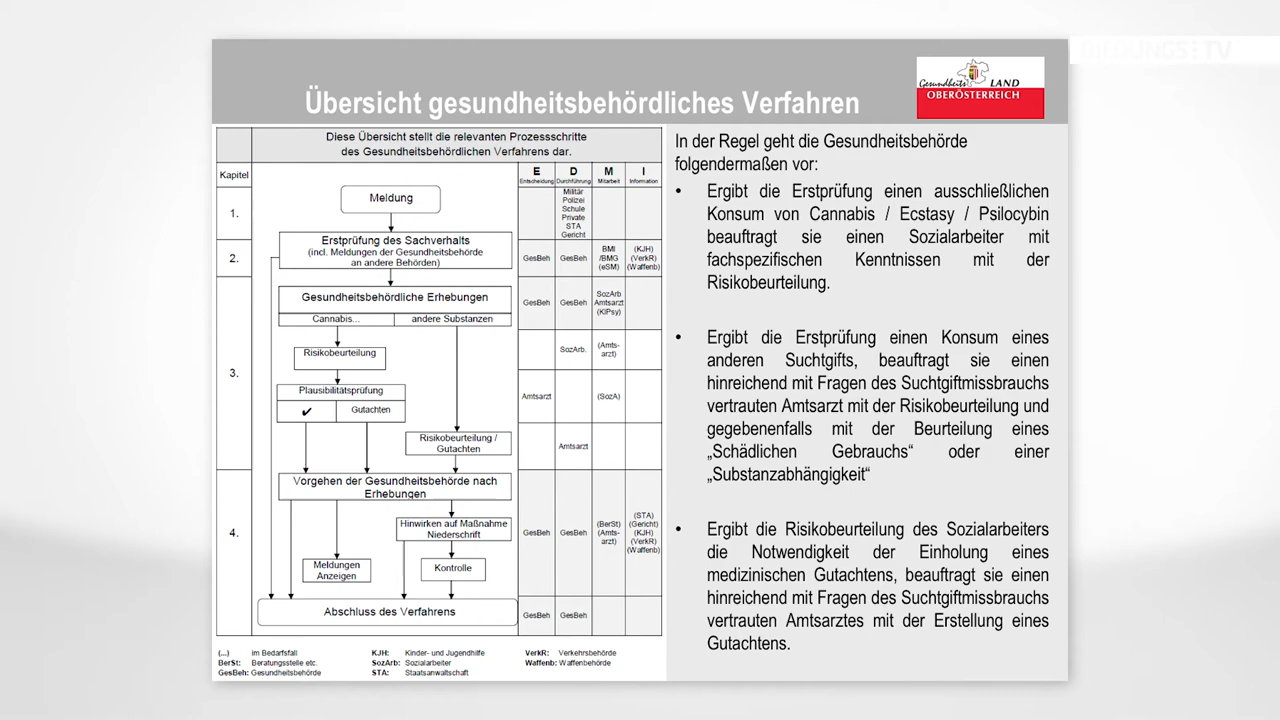 BILDUNGS TV
Übersicht gesundheitsbehördliches Verfahren
Gesundheits LAND
OBERÖSTERREICH
Diese Übersicht stellt die relevanten Prozessschritte
des Gesundheitsbehördlichen Verfahrens dar.
Kapitel
E D M I
Entscheidung Durchführung Mitarbeit Information
1.
Meldung
Militär
Polizei
Schule
Private
STA
Gericht
2.
Erstprüfung des Sachverhalts
(incl. Meldungen der Gesundheitsbehörde
an andere Behörden)
GesBeh GesBeh
BMI
/BMG
(eSM)
(KJH)
(VerkR)
(Waffenb)
3.
Gesundheitsbehördliche Erhebungen
Cannabis... andere Substanzen
GesBeh GesBeh
SozArb
Amtsarzt
(KlPsy)
Risikobeurteilung
SozArb.
(Amts-
arzt)
Plausibilitätsprüfung
✔ Gutachten
Amtsarzt (SozA)
Risikobeurteilung /
Gutachten
Amtsarzt
4.
Vorgehen der Gesundheitsbehörde nach
Erhebungen
Hinwirken auf Maßnahme
Niederschrift
GesBeh GesBeh
(BerSt)
(Amts-
arzt)
(STA)
(Gericht)
(KJH)
(VerkR)
(Waffenb)
Meldungen
Anzeigen
Kontrolle
Abschluss des Verfahrens
GesBeh GesBeh
(...) im Bedarfsfall
BerSt: Beratungsstelle etc.
GesBeh: Gesundheitsbehörde
KJH: Kinder- und Jugendhilfe
SozArb: Sozialarbeiter
STA: Staatsanwaltschaft
VerkR: Verkehrsbehörde
Waffenb: Waffenbehörde
In der Regel geht die Gesundheitsbehörde
folgendermaßen vor:
• Ergibt die Erstprüfung einen ausschließlichen
Konsum von Cannabis / Ecstasy / Psilocybin
beauftragt sie einen Sozialarbeiter mit
fachspezifischen Kenntnissen mit der
Risikobeurteilung.
• Ergibt die Erstprüfung einen Konsum eines
anderen Suchtgifts, beauftragt sie einen
hinreichend mit Fragen des Suchtgiftmissbrauchs
vertrauten Amtsarzt mit der Risikobeurteilung und
gegebenenfalls mit der Beurteilung eines
„Schädlichen Gebrauchs“ oder einer
„Substanzabhängigkeit“
• Ergibt die Risikobeurteilung des Sozialarbeiters
die Notwendigkeit der Einholung eines
medizinischen Gutachtens, beauftragt sie einen
hinreichend mit Fragen des Suchtgiftmissbrauchs
vertrauten Amtsarztes mit der Erstellung eines
Gutachtens.